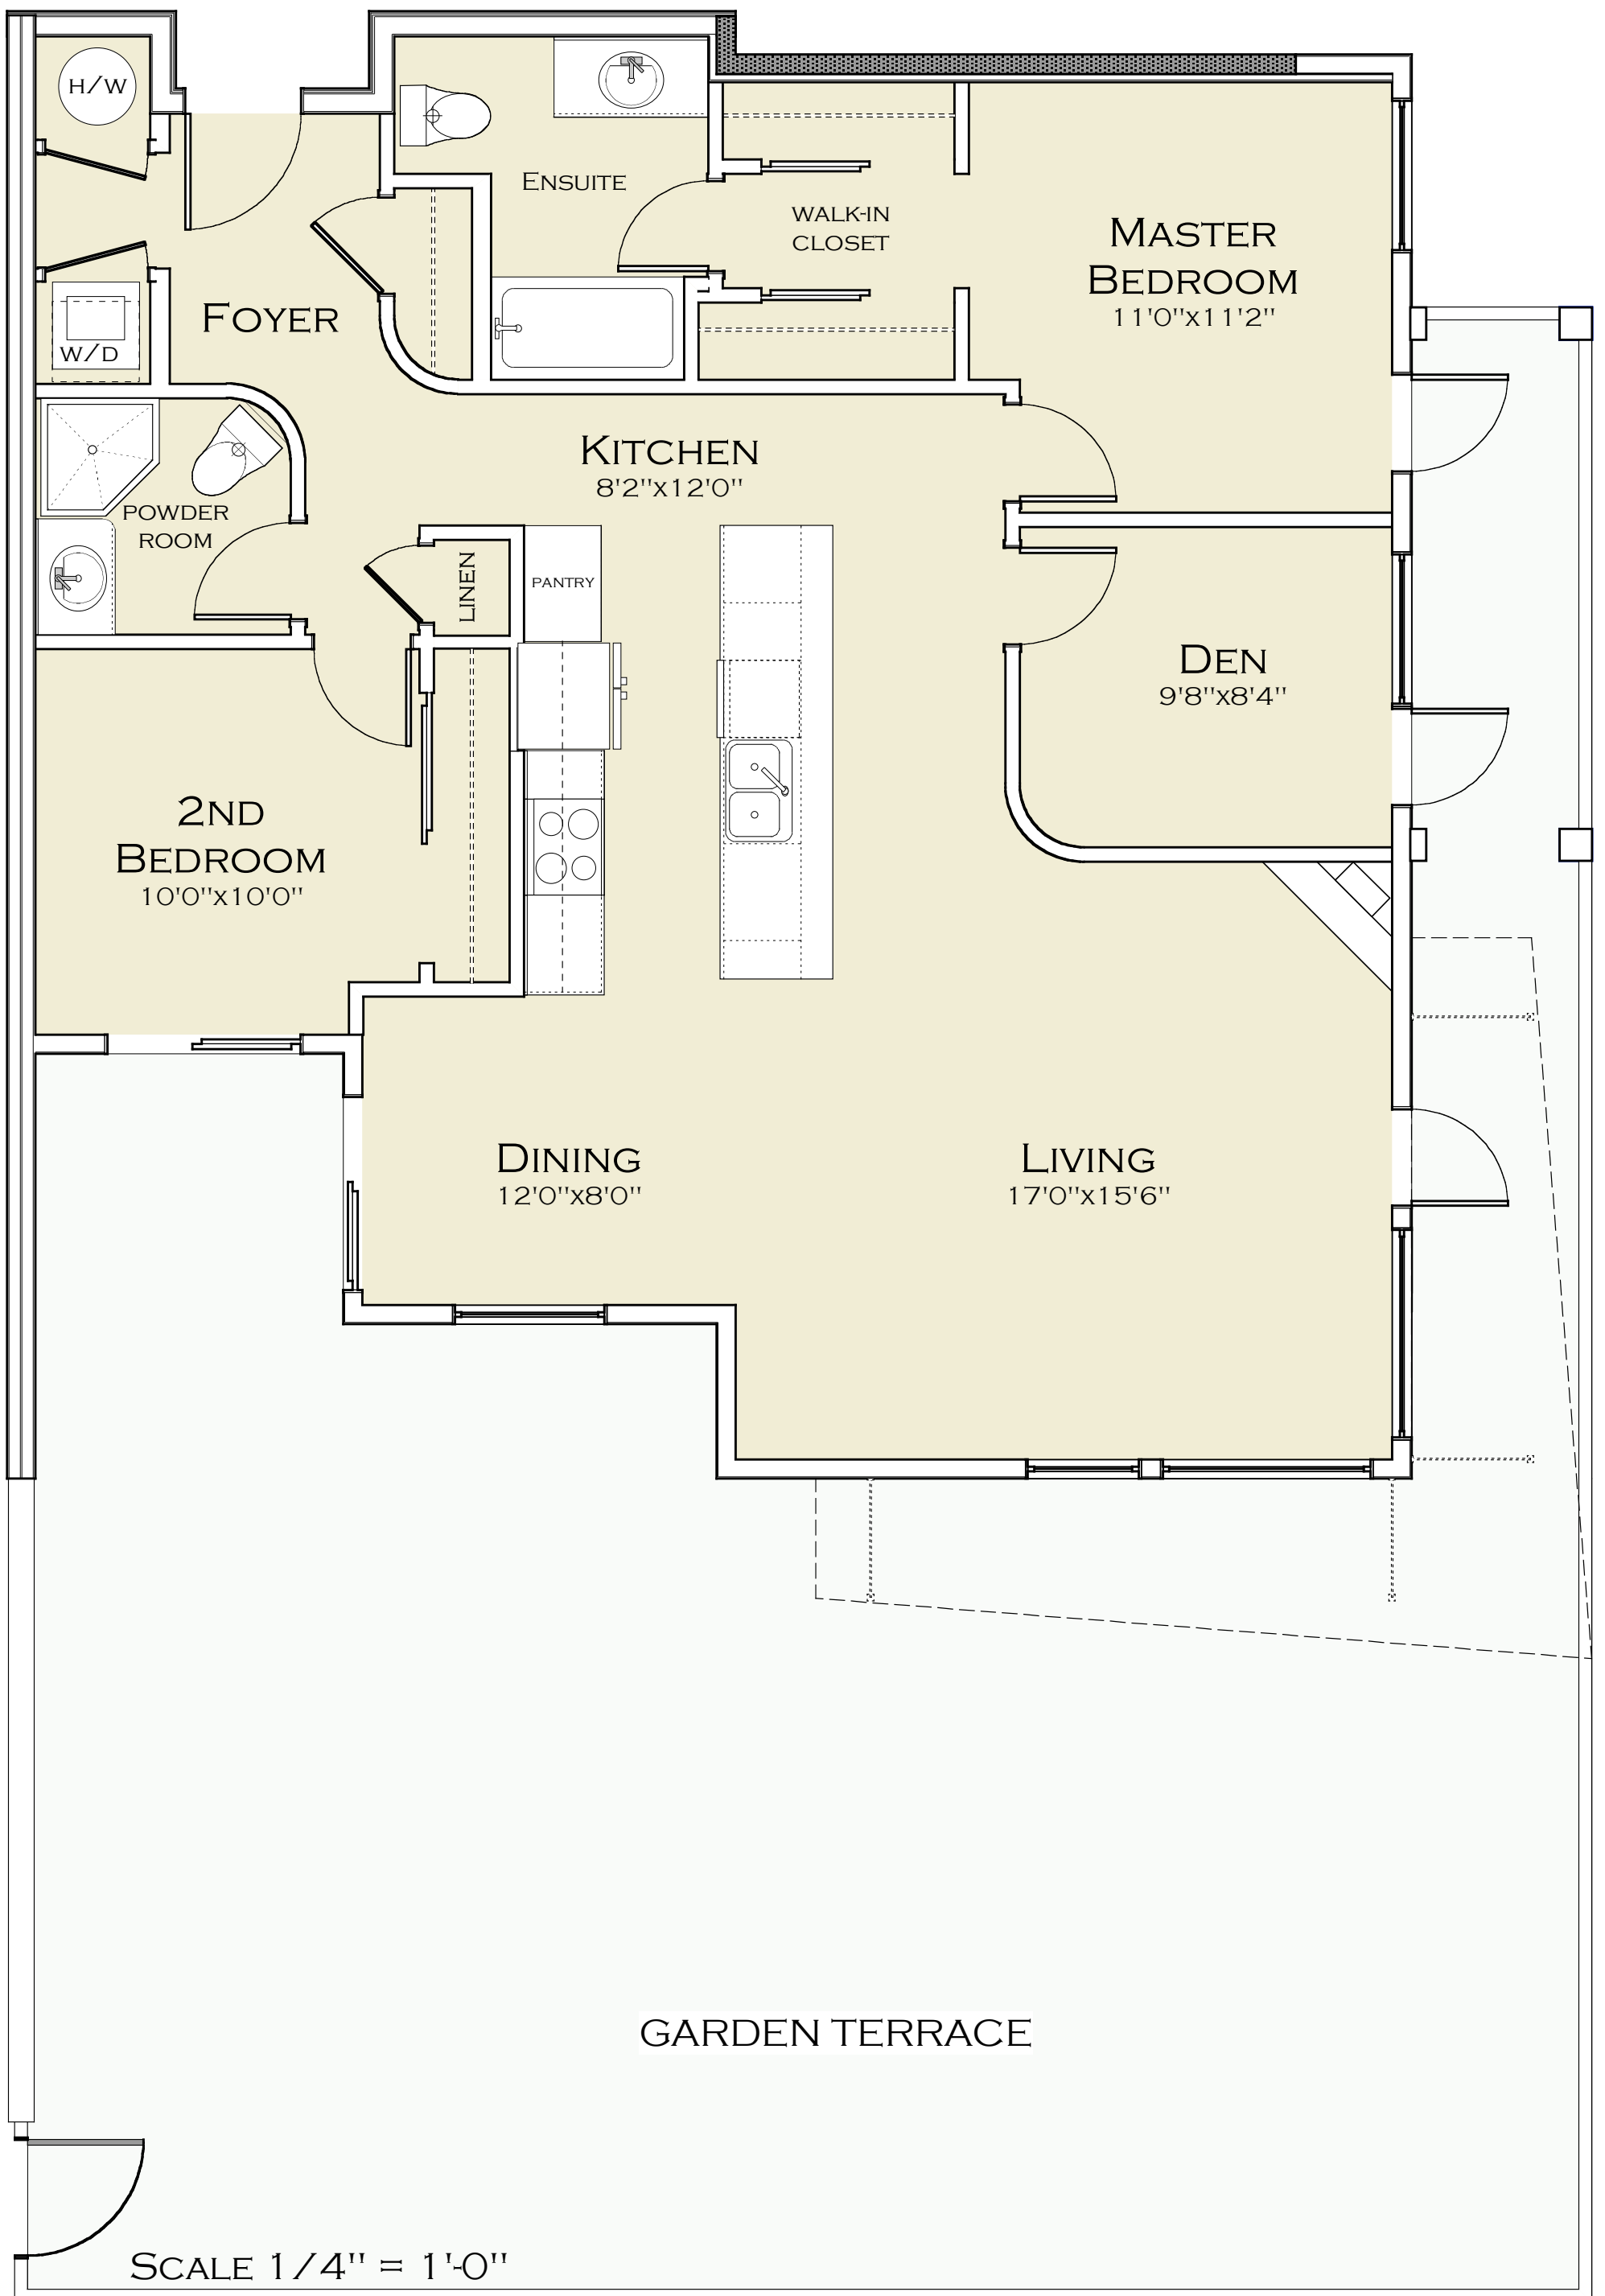 H/W
ENSUITE
WALK-IN
CLOSET
MASTER
BEDROOM
11'0"x11'2"
FOYER
W/D
KITCHEN
8'2"x12'0"
POWDER
ROOM
LINEN
PANTRY
DEN
9'8"x8'4"
2ND
BEDROOM
10'0"x10'0"
DINING
12'0"x8'0"
LIVING
17'0"x15'6"
GARDEN TERRACE
SCALE 1/4" = 1'-0"